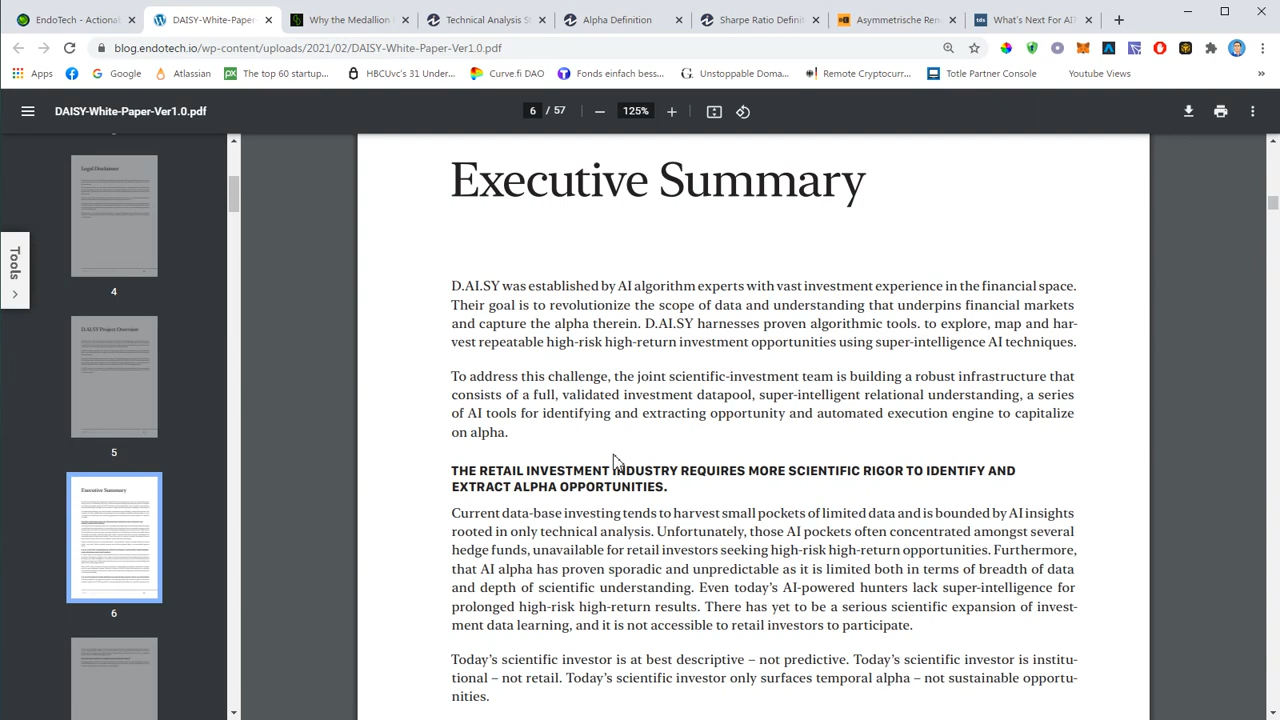 EndoTech - Actional
DAISY-White-Paper-
Why the Medallion
Technical Analysis S
Alpha Definition
Sharpe Ratio Defini
Asymmetrische Ren
What's Next For AI?
blog.endotech.io/wp-content/uploads/2021/02/DAISY-White-Paper-Ver1.0.pdf
Apps
Google
Atlassian
The top 60 startup...
HBCUvc's 31 Under...
Curve.fi DAO
Fonds einfach bess...
Unstoppable Doma...
Remote Cryptocurr...
Totle Partner Console
Youtube Views
»
DAISY-White-Paper-Ver1.0.pdf
6 / 57
125%
Tools
Legal Disclaimer
4
D.AI.SY Project Overview
5
Executive Summary
6
Executive Summary
D.AI.SY was established by AI algorithm experts with vast investment experience in the financial space.
Their goal is to revolutionize the scope of data and understanding that underpins financial markets
and capture the alpha therein. D.AI.SY harnesses proven algorithmic tools. to explore, map and har-
vest repeatable high-risk high-return investment opportunities using super-intelligence AI techniques.
To address this challenge, the joint scientific-investment team is building a robust infrastructure that
consists of a full, validated investment datapool, super-intelligent relational understanding, a series
of AI tools for identifying and extracting opportunity and automated execution engine to capitalize
on alpha.
THE RETAIL INVESTMENT INDUSTRY REQUIRES MORE SCIENTIFIC RIGOR TO IDENTIFY AND
EXTRACT ALPHA OPPORTUNITIES.
Current data-base investing tends to harvest small pockets of limited data and is bounded by AI insights
rooted in only technical analysis. Unfortunately, those AI pockets often concentrated amongst several
hedge funds, unavailable for retail investors seeking high-risk high-return opportunities. Furthermore,
that AI alpha has proven sporadic and unpredictable as it is limited both in terms of breadth of data
and depth of scientific understanding. Even today's AI-powered hunters lack super-intelligence for
prolonged high-risk high-return results. There has yet to be a serious scientific expansion of invest-
ment data learning, and it is not accessible to retail investors to participate.
Today's scientific investor is at best descriptive – not predictive. Today's scientific investor is institu-
tional – not retail. Today's scientific investor only surfaces temporal alpha – not sustainable opportu-
nities.